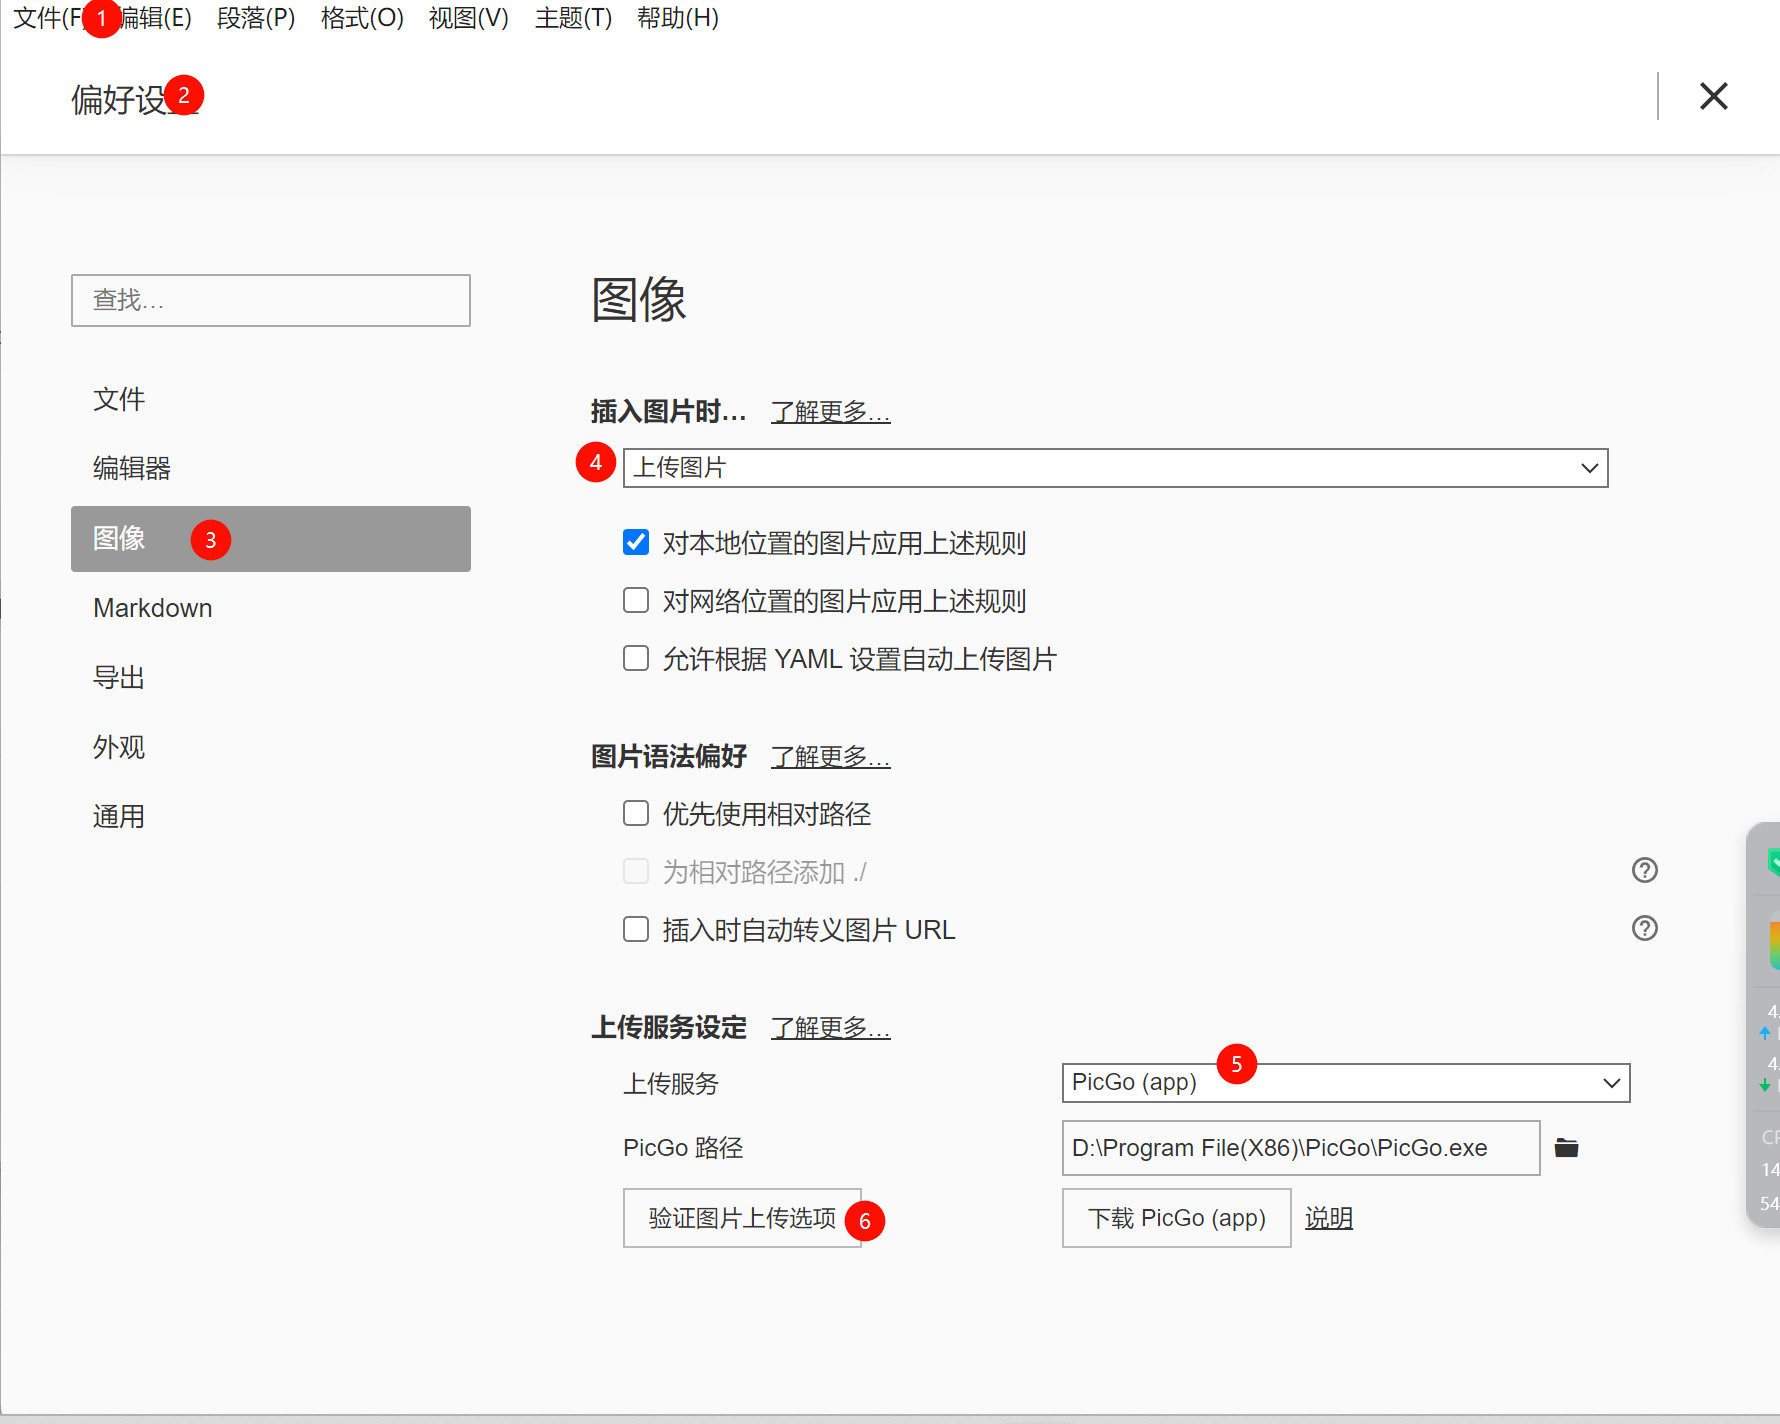 文件(F 1 编辑(E) 段落(P) 格式(O) 视图(V) 主题(T) 帮助(H)
偏好设 2
查找…
图像
文件
插入图片时… 了解更多…
编辑器
4 上传图片
图像 3
对本地位置的图片应用上述规则
对网络位置的图片应用上述规则
Markdown
允许根据 YAML 设置自动上传图片
导出
外观
图片语法偏好 了解更多…
通用
优先使用相对路径
为相对路径添加 ./
插入时自动转义图片 URL
4.
上传服务设定 了解更多…
4.
上传服务 PicGo (app) 5
PicGo 路径 D:\Program File(X86)\PicGo\PicGo.exe
14
54
验证图片上传选项 6 下载 PicGo (app) 说明